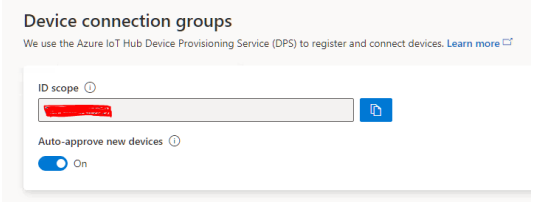 Device connection groups
We use the Azure IoT Hub Device Provisioning Service (DPS) to register and connect devices. Learn more
ID scope
Auto-approve new devices
On